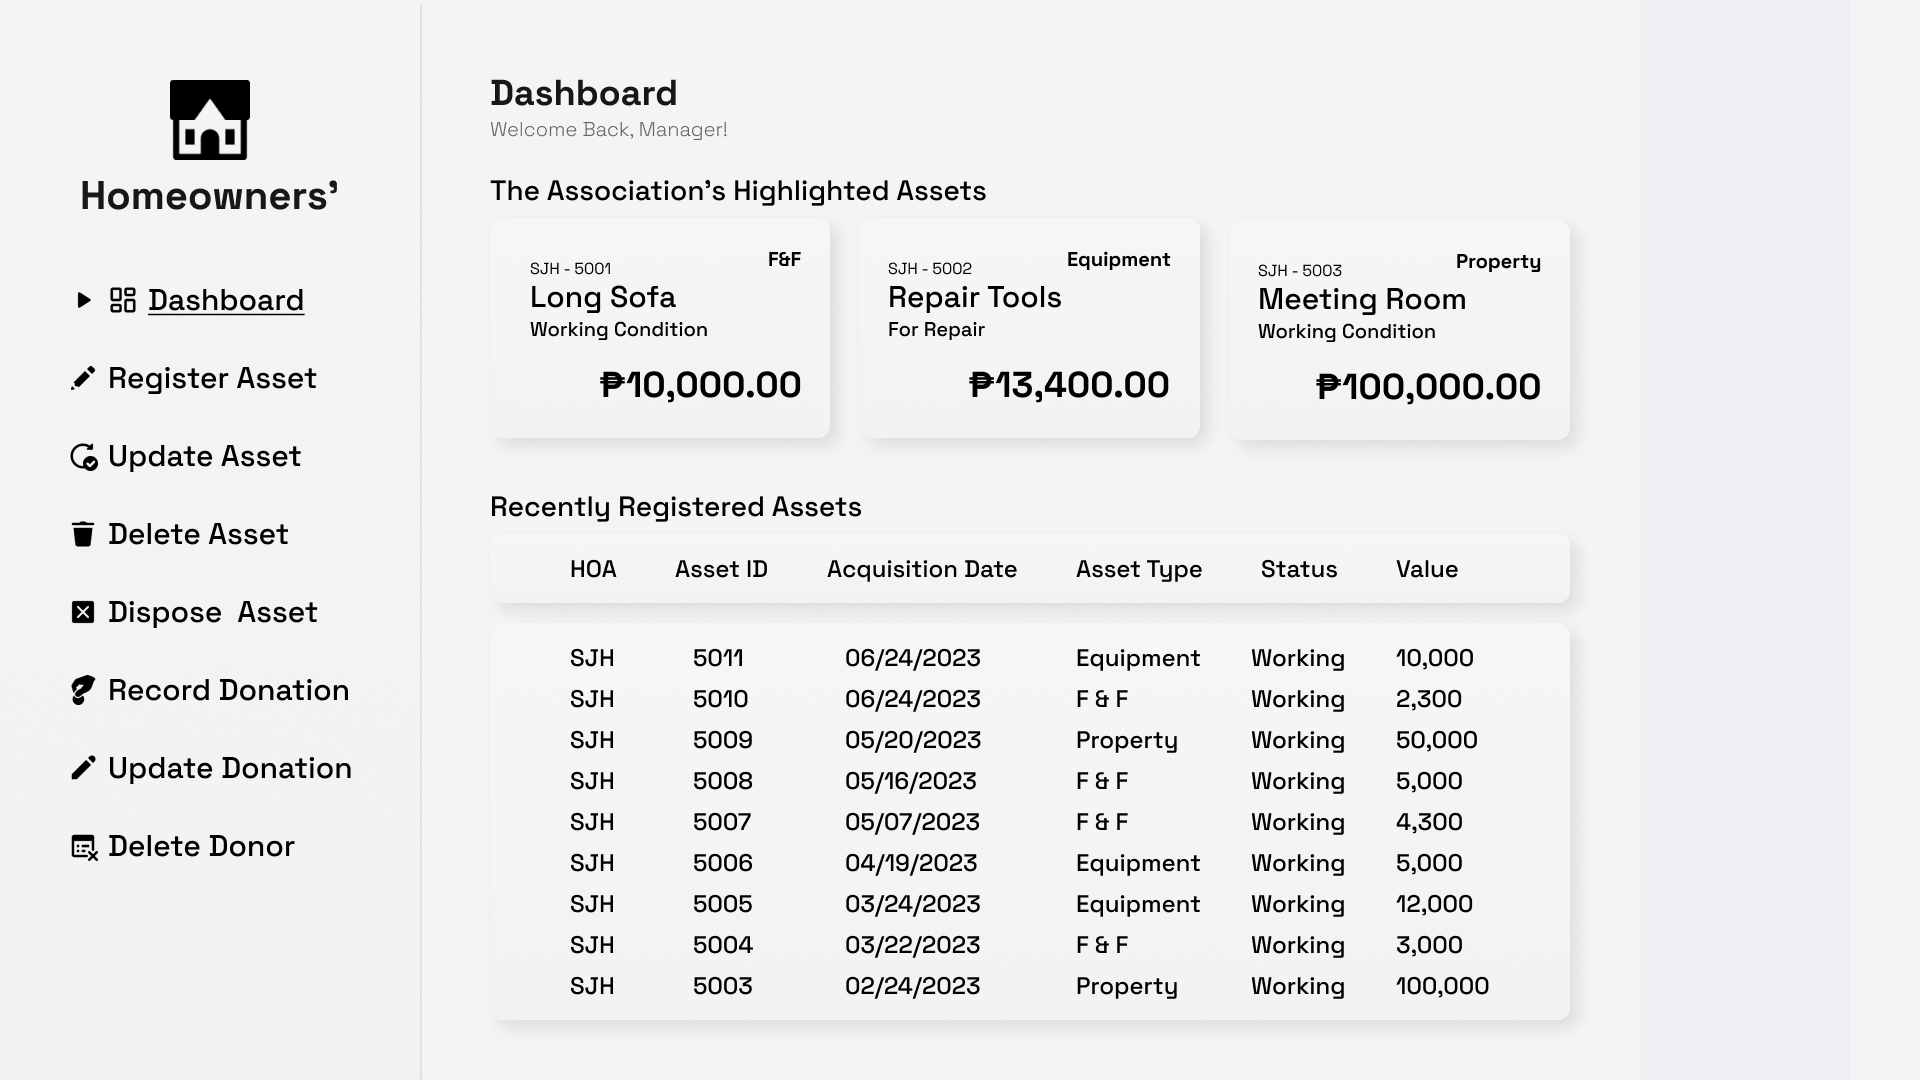 Homeowners’
Dashboard
Register Asset
Update Asset
Delete Asset
Dispose  Asset
Record Donation
Update Donation
Delete Donor
Dashboard
Welcome Back, Manager!
The Association’s Highlighted Assets
SJH - 5001 F&F
Long Sofa
Working Condition
₱10,000.00
SJH - 5002 Equipment
Repair Tools
For Repair
₱13,400.00
SJH - 5003 Property
Meeting Room
Working Condition
₱100,000.00
Recently Registered Assets
HOA Asset ID Acquisition Date Asset Type Status Value
SJH 5011 06/24/2023 Equipment Working 10,000
SJH 5010 06/24/2023 F & F Working 2,300
SJH 5009 05/20/2023 Property Working 50,000
SJH 5008 05/16/2023 F & F Working 5,000
SJH 5007 05/07/2023 F & F Working 4,300
SJH 5006 04/19/2023 Equipment Working 5,000
SJH 5005 03/24/2023 Equipment Working 12,000
SJH 5004 03/22/2023 F & F Working 3,000
SJH 5003 02/24/2023 Property Working 100,000